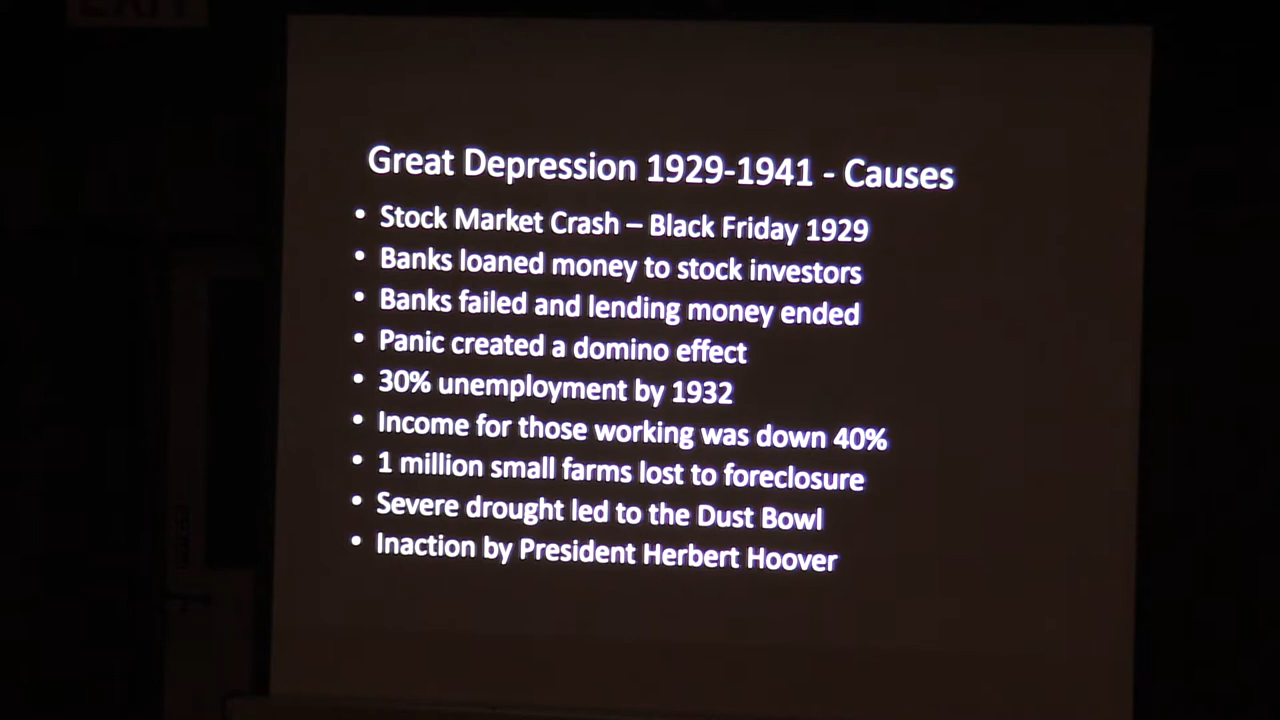 EXIT
Great Depression 1929-1941 - Causes
• Stock Market Crash – Black Friday 1929
• Banks loaned money to stock investors
• Banks failed and lending money ended
• Panic created a domino effect
• 30% unemployment by 1932
• Income for those working was down 40%
• 1 million small farms lost to foreclosure
• Severe drought led to the Dust Bowl
• Inaction by President Herbert Hoover